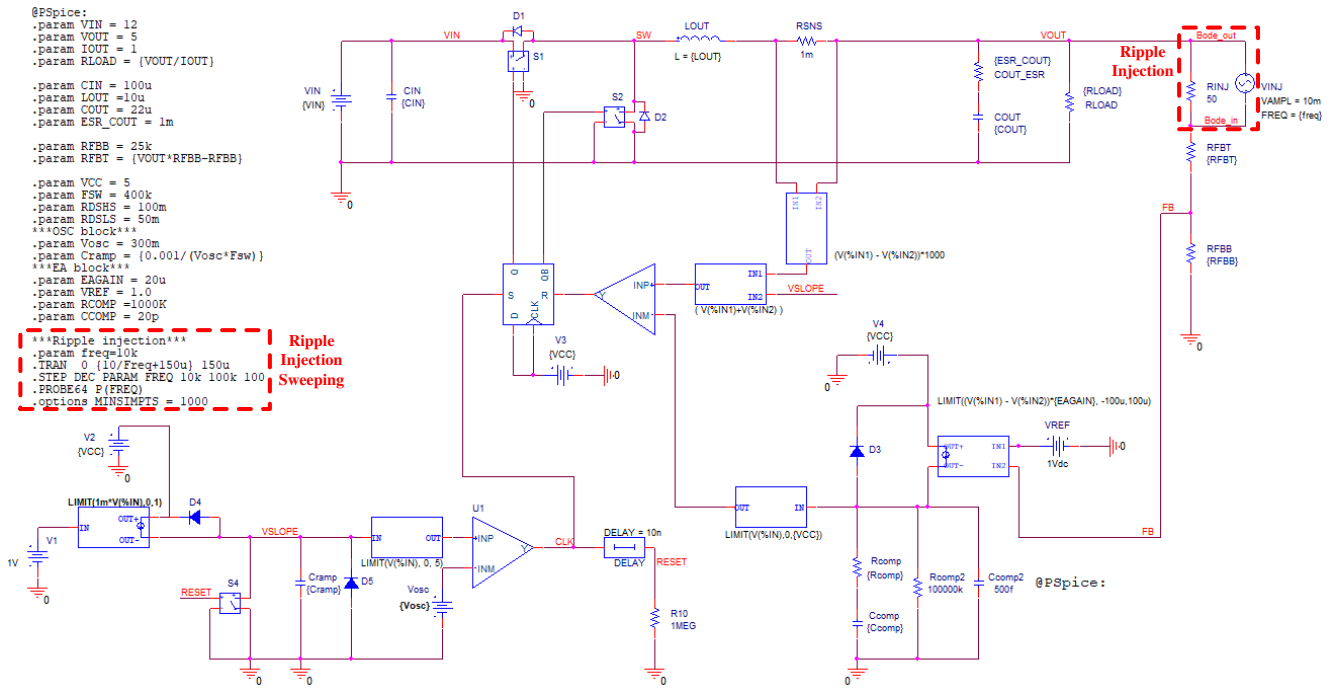 @PSpice:
.param VIN = 12
.param VOUT = 5
.param IOUT = 1
.param RLOAD = {VOUT/IOUT}
.param CIN = 100u
.param LOUT =10u
.param COUT = 22u
.param ESR_COUT = 1m
.param RFBB = 25k
.param RFBT = {VOUT*RFBB-RFBB}
.param VCC = 5
.param FSW = 400k
.param RDSHS = 100m
.param RDSLS = 50m
***OSC block***
.param Vosc = 300m
.param Cramp = {0.001/(Vosc*Fsw)}
***EA block***
.param EAGAIN = 20u
.param VREF = 1.0
.param RCOMP =1000K
.param CCOMP = 20p
***Ripple injection***
.param freq=10k
.TRAN 0 {10/Freq+150u} 150u
.STEP DEC PARAM FREQ 10k 100k 100
.PROBE64 P(FREQ)
.options MINSIMPTS = 1000
Ripple
Injection
Sweeping
VIN
{VIN}
0
CIN
{CIN}
VIN
D1
S1
0
SW
S2
D2
LOUT
L = {LOUT}
RSNS
1m
VOUT
{ESR_COUT}
COUT_ESR
COUT
{COUT}
{RLOAD}
RLOAD
0
Ripple
Injection
Bode_out
RINJ
50
VINJ
VAMPL = 10m
FREQ = {freq}
Bode_in
RFBT
{RFBT}
FB
RFBB
{RFBB}
0
IN1
IN2
OUT
(V(%IN1) - V(%IN2))*1000
OUT
IN1
IN2
VSLOPE
( V(%IN1)+V(%IN2) )
INP+
INM
Y
Q
QB
S
R
D
CLK
V3
{VCC}
0
V4
{VCC}
0
LIMIT((V(%IN1) - V(%IN2))*{EAGAIN}, -100u,100u)
D3
OUT+
OUT-
IN1
IN2
VREF
1Vdc
0
FB
V2
{VCC}
0
LIMIT(1m*V(%IN),0,1)
IN
OUT+
OUT-
D4
V1
1V
0
VSLOPE
RESET
S4
0
Cramp
{Cramp}
0
D5
IN
OUT
LIMIT(V(%IN), 0, 5)
Vosc
{Vosc}
0
U1
+INP
-INM
Y
CLK
DELAY = 10n
DELAY
RESET
R10
1MEG
0
OUT
IN
LIMIT(V(%IN),0,{VCC})
Rcomp
{Rcomp}
Ccomp
{Ccomp}
0
Rcomp2
100000k
Ccomp2
500f
@PSpice: